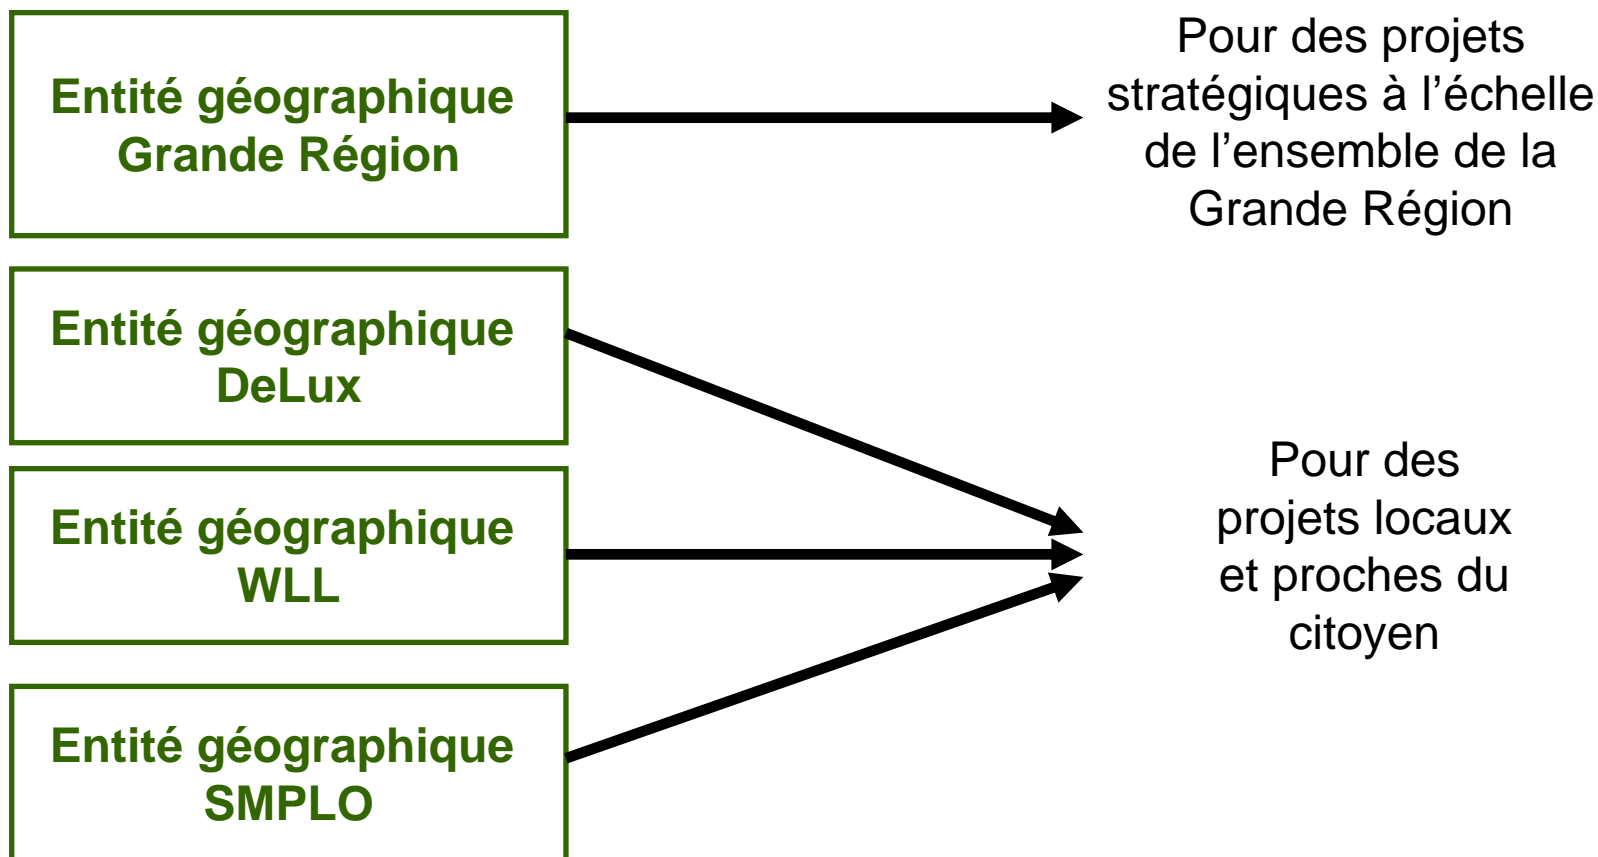 Entité géographique
Grande Région
Pour des projets
stratégiques à l’échelle
de l’ensemble de la
Grande Région
Entité géographique
DeLux
Entité géographique
WLL
Entité géographique
SMPLO
Pour des
projets locaux
et proches du
citoyen